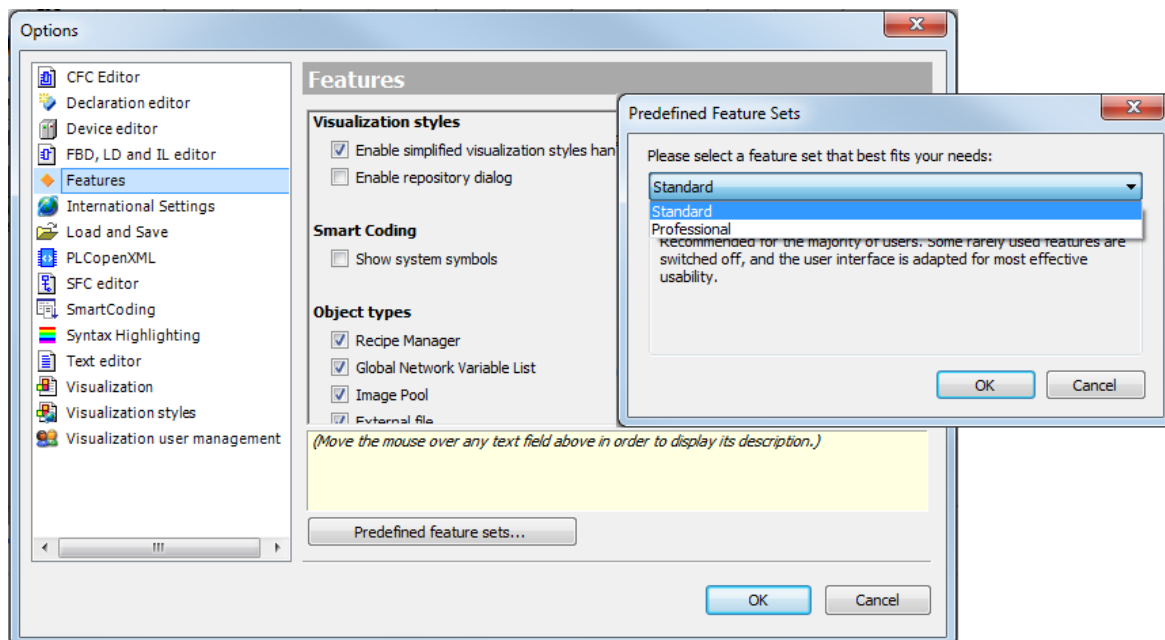 Options
CFC Editor
Declaration editor
Device editor
FBD, LD and IL editor
Features
International Settings
Load and Save
PLCopenXML
SFC editor
SmartCoding
Syntax Highlighting
Text editor
Visualization
Visualization styles
Visualization user management
Features
Visualization styles
Enable simplified visualization styles han
Enable repository dialog
Smart Coding
Show system symbols
Object types
Recipe Manager
Global Network Variable List
Image Pool
External file
(Move the mouse over any text field above in order to display its description.)
Predefined feature sets...
OK
Cancel
Predefined Feature Sets
Please select a feature set that best fits your needs:
Standard
Standard
Professional
Recommended for the majority of users. Some rarely used features are
switched off, and the user interface is adapted for most effective
usability.
OK
Cancel